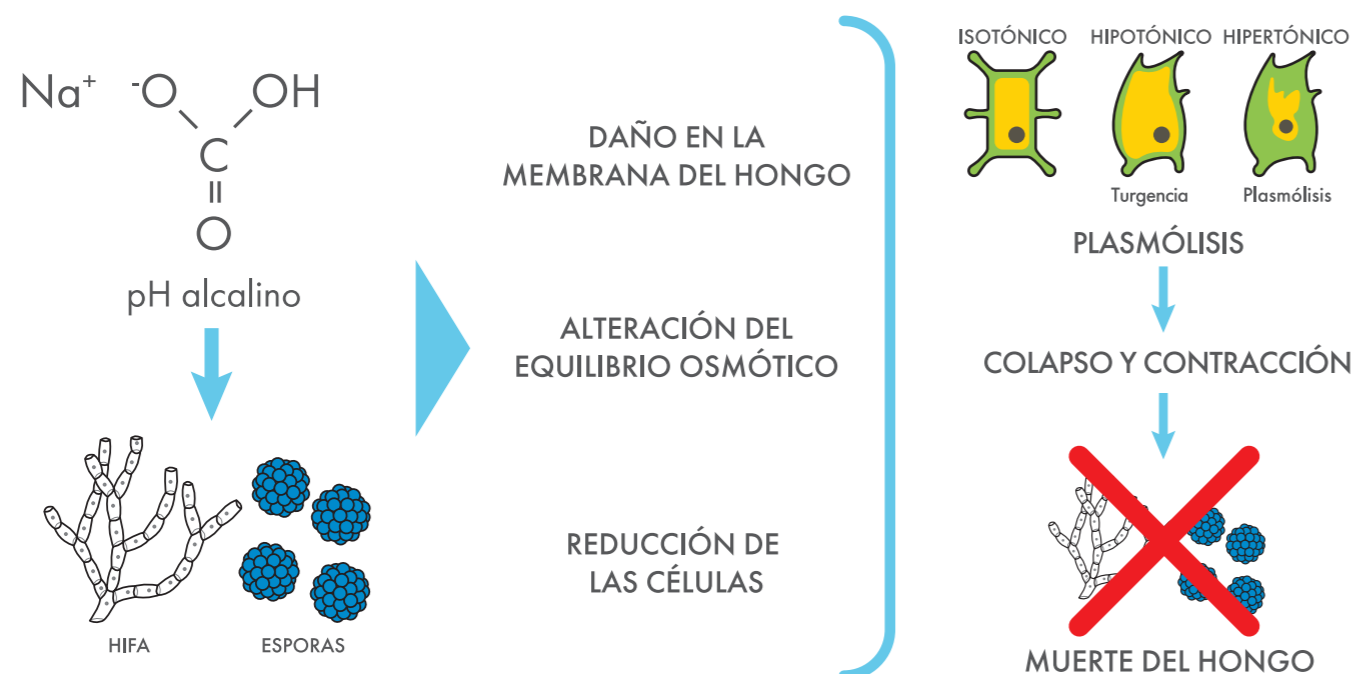 Na⁺ ⁻O OH
C
O
pH alcalino
HIFA ESPORAS
DAÑO EN LA
MEMBRANA DEL HONGO
ALTERACIÓN DEL
EQUILIBRIO OSMÓTICO
REDUCCIÓN DE
LAS CÉLULAS
ISOTÓNICO HIPOTÓNICO HIPERTÓNICO
Turgencia Plasmólisis
PLASMÓLISIS
COLAPSO Y CONTRACCIÓN
MUERTE DEL HONGO